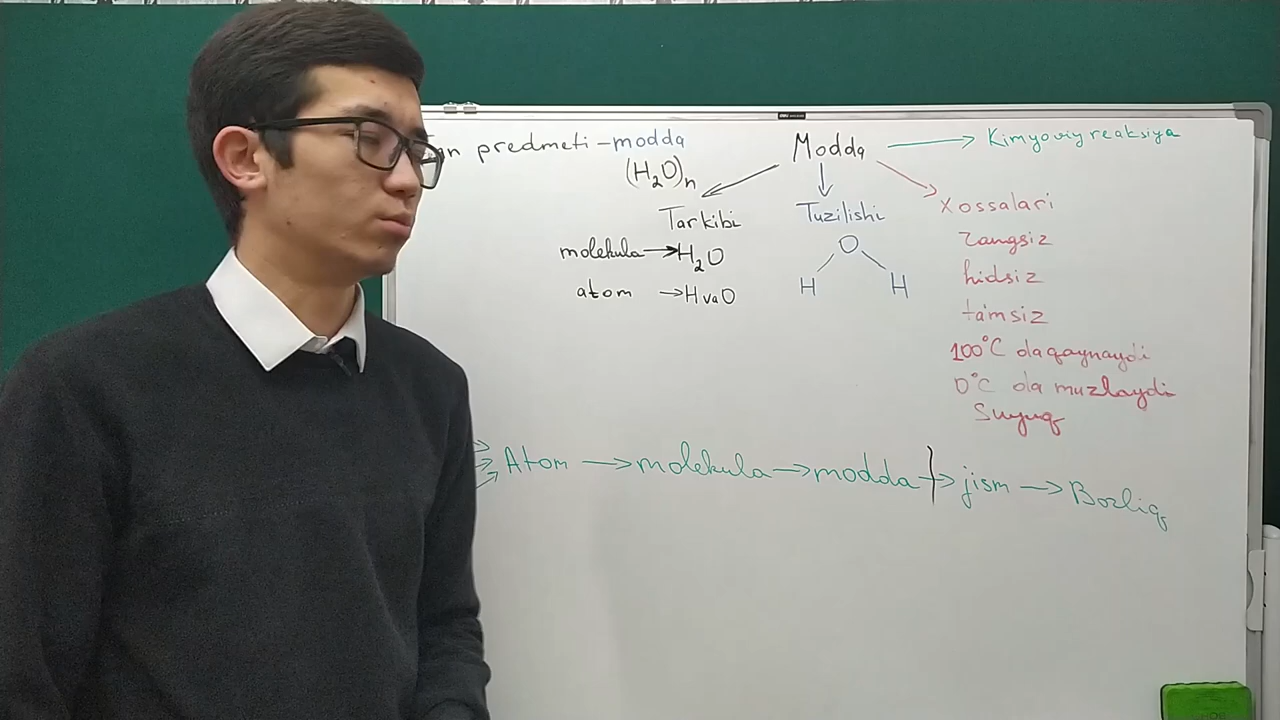 predmeti - modda
(H₂O)n
Modda → Kimyoviy reaksiya
Tarkibi
molekula → H₂O
atom → H va O
Tuzilishi
O
H H
Xossalari
rangsiz
hidsiz
ta'msiz
100°C da qaynaydi
0°C da muzlaydi
Suyuq
Atom → molekula → modda → jism → Borliq